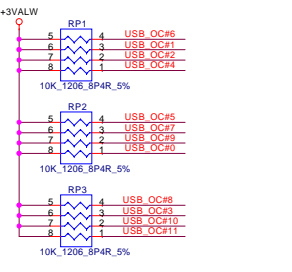 +3VALW
RP1
5 4 USB_OC#6
6 3 USB_OC#1
7 2 USB_OC#2
8 1 USB_OC#4
10K_1206_8P4R_5%
RP2
5 4 USB_OC#5
6 3 USB_OC#7
7 2 USB_OC#9
8 1 USB_OC#0
10K_1206_8P4R_5%
RP3
5 4 USB_OC#8
6 3 USB_OC#3
7 2 USB_OC#10
8 1 USB_OC#11
10K_1206_8P4R_5%